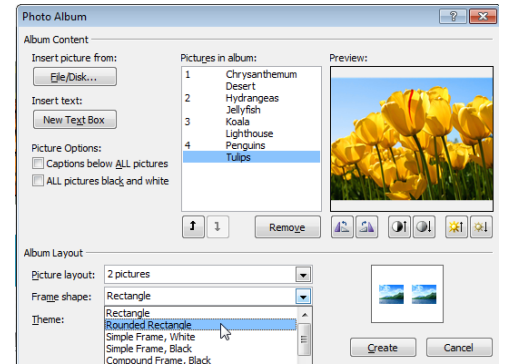 Photo Album
Album Content
Insert picture from:
File/Disk...
Insert text:
New Text Box
Picture Options:
Captions below ALL pictures
ALL pictures black and white
Pictures in album:
1 Chrysanthemum
Desert
2 Hydrangeas
Jellyfish
3 Koala
Lighthouse
4 Penguins
Tulips
Remove
Preview:
Album Layout
Picture layout: 2 pictures
Frame shape: Rectangle
Theme:
Rectangle
Rounded Rectangle
Simple Frame, White
Simple Frame, Black
Compound Frame, Black
Create Cancel